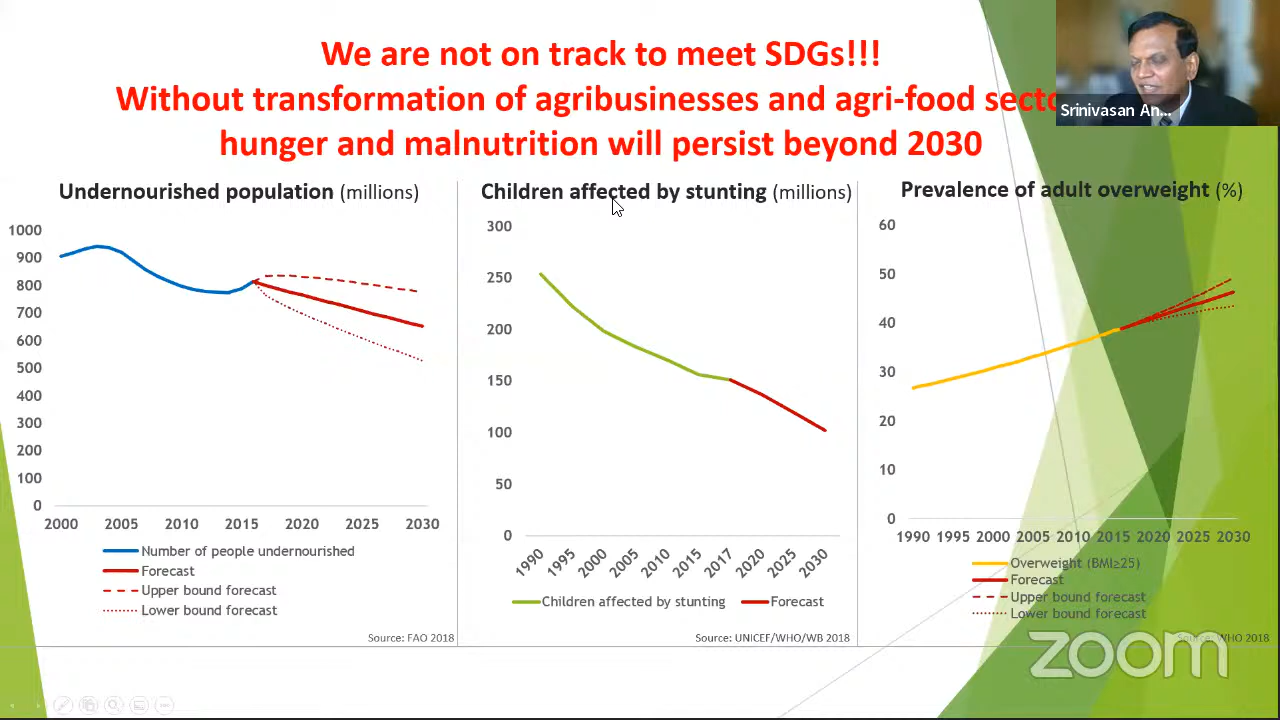 We are not on track to meet SDGs!!!
Without transformation of agribusinesses and agri-food
hunger and malnutrition will persist beyond 2030
Srinivasan An...
Undernourished population (millions)
1000
900
800
700
600
500
400
300
200
100
0
2000 2005 2010 2015 2020 2025 2030
Number of people undernourished
Forecast
Upper bound forecast
Lower bound forecast
Source: FAO 2018
Children affected by stunting (millions)
300
250
200
150
100
50
0
1990 1995 2000 2005 2010 2015 2017 2020 2025 2030
Children affected by stunting Forecast
Source: UNICEF/WHO/WB 2018
Prevalence of adult overweight (%)
60
50
40
30
20
10
0
1990 1995 2000 2005 2010 2015 2020 2025 2030
Overweight (BMI≥25)
Forecast
Upper bound forecast
Lower bound forecast
Source: WHO 2018
zoom